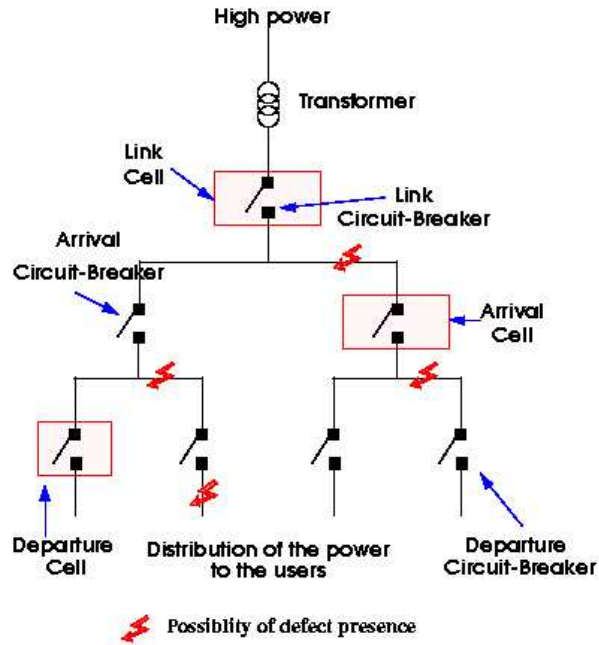 High power
Transformer
Link
Cell
Link
Circuit-Breaker
Arrival
Circuit-Breaker
Arrival
Cell
Departure
Cell
Distribution of the power
to the users
Departure
Circuit-Breaker
Possiblity of defect presence